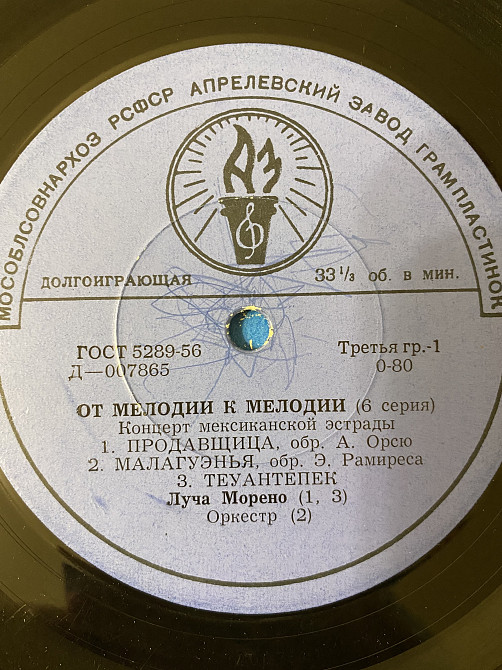 МОСОБЛСОВНАРХОЗ РСФСР АПРЕЛЕВСКИЙ ЗАВОД ГРАМПЛАСТИНОК
АЗ
ДОЛГОИГРАЮЩАЯ 33 1/3 об. в мин.
ГОСТ 5289-56 Третья гр.-1
Д—007865 0-80
ОТ МЕЛОДИИ К МЕЛОДИИ (6 серия)
Концерт мексиканской эстрады
1. ПРОДАВЩИЦА, обр. А. Орсю
2. МАЛАГУЭНЬЯ, обр. Э. Рамиреса
3. ТЕУАНТЕПЕК
Луча Морено (1, 3)
Оркестр (2)